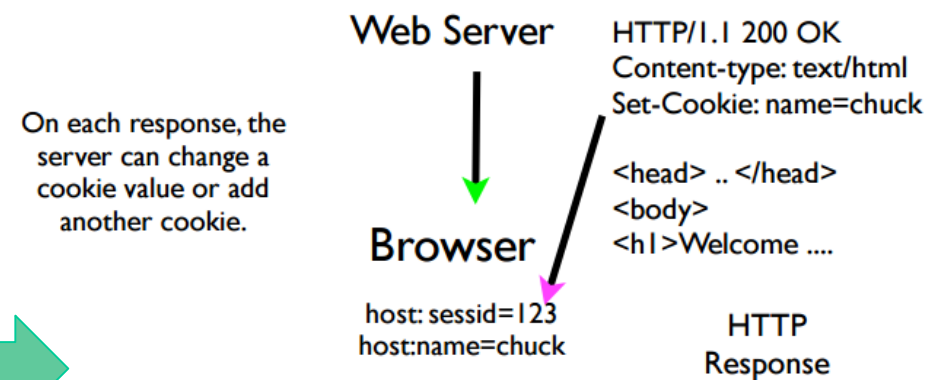 On each response, the
server can change a
cookie value or add
another cookie.
Web Server
Browser
host: sessid=123
host:name=chuck
HTTP/1.1 200 OK
Content-type: text/html
Set-Cookie: name=chuck
<head> .. </head>
<body>
<h1>Welcome ....
HTTP
Response